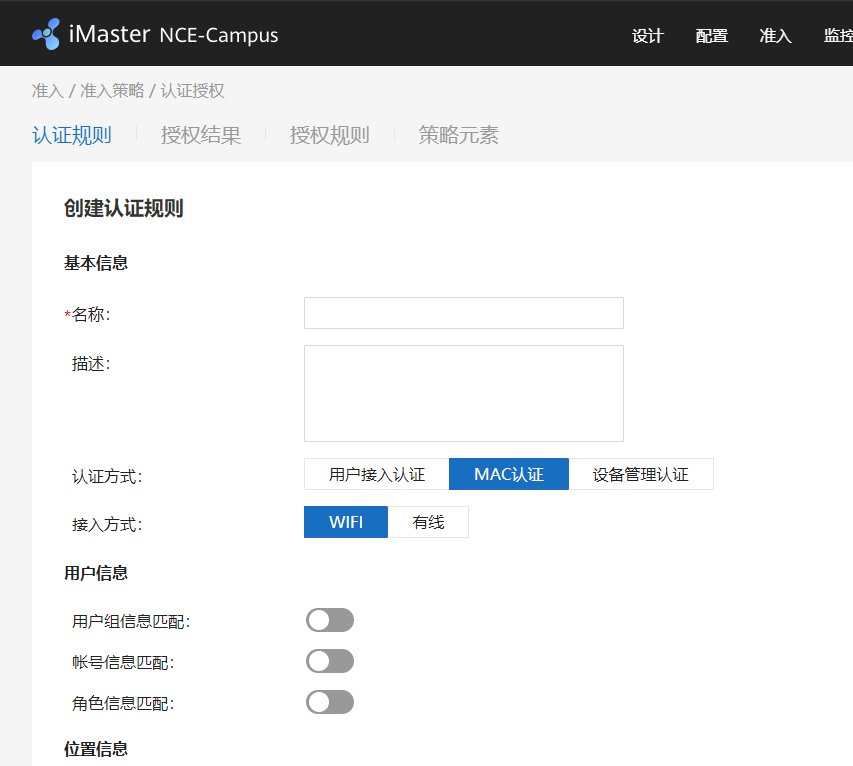 iMaster NCE-Campus 设计 配置 准入 监控
准入 / 准入策略 / 认证授权
认证规则 授权结果 授权规则 策略元素
创建认证规则
基本信息
*名称:
描述:
认证方式: 用户接入认证 MAC认证 设备管理认证
接入方式: WIFI 有线
用户信息
用户组信息匹配:
帐号信息匹配:
角色信息匹配:
位置信息